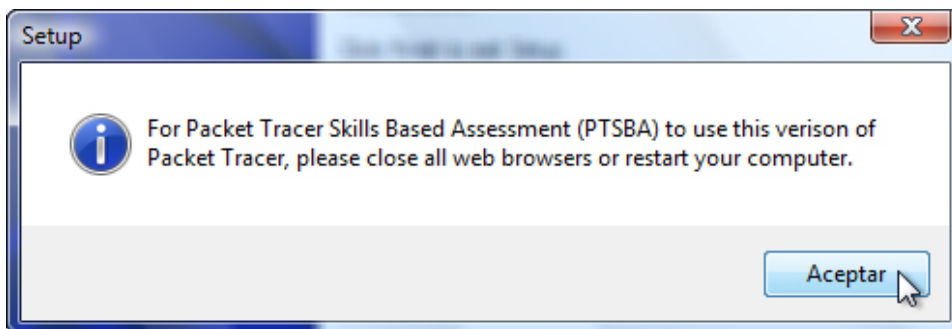 Setup
For Packet Tracer Skills Based Assessment (PTSBA) to use this verison of
Packet Tracer, please close all web browsers or restart your computer.
Aceptar